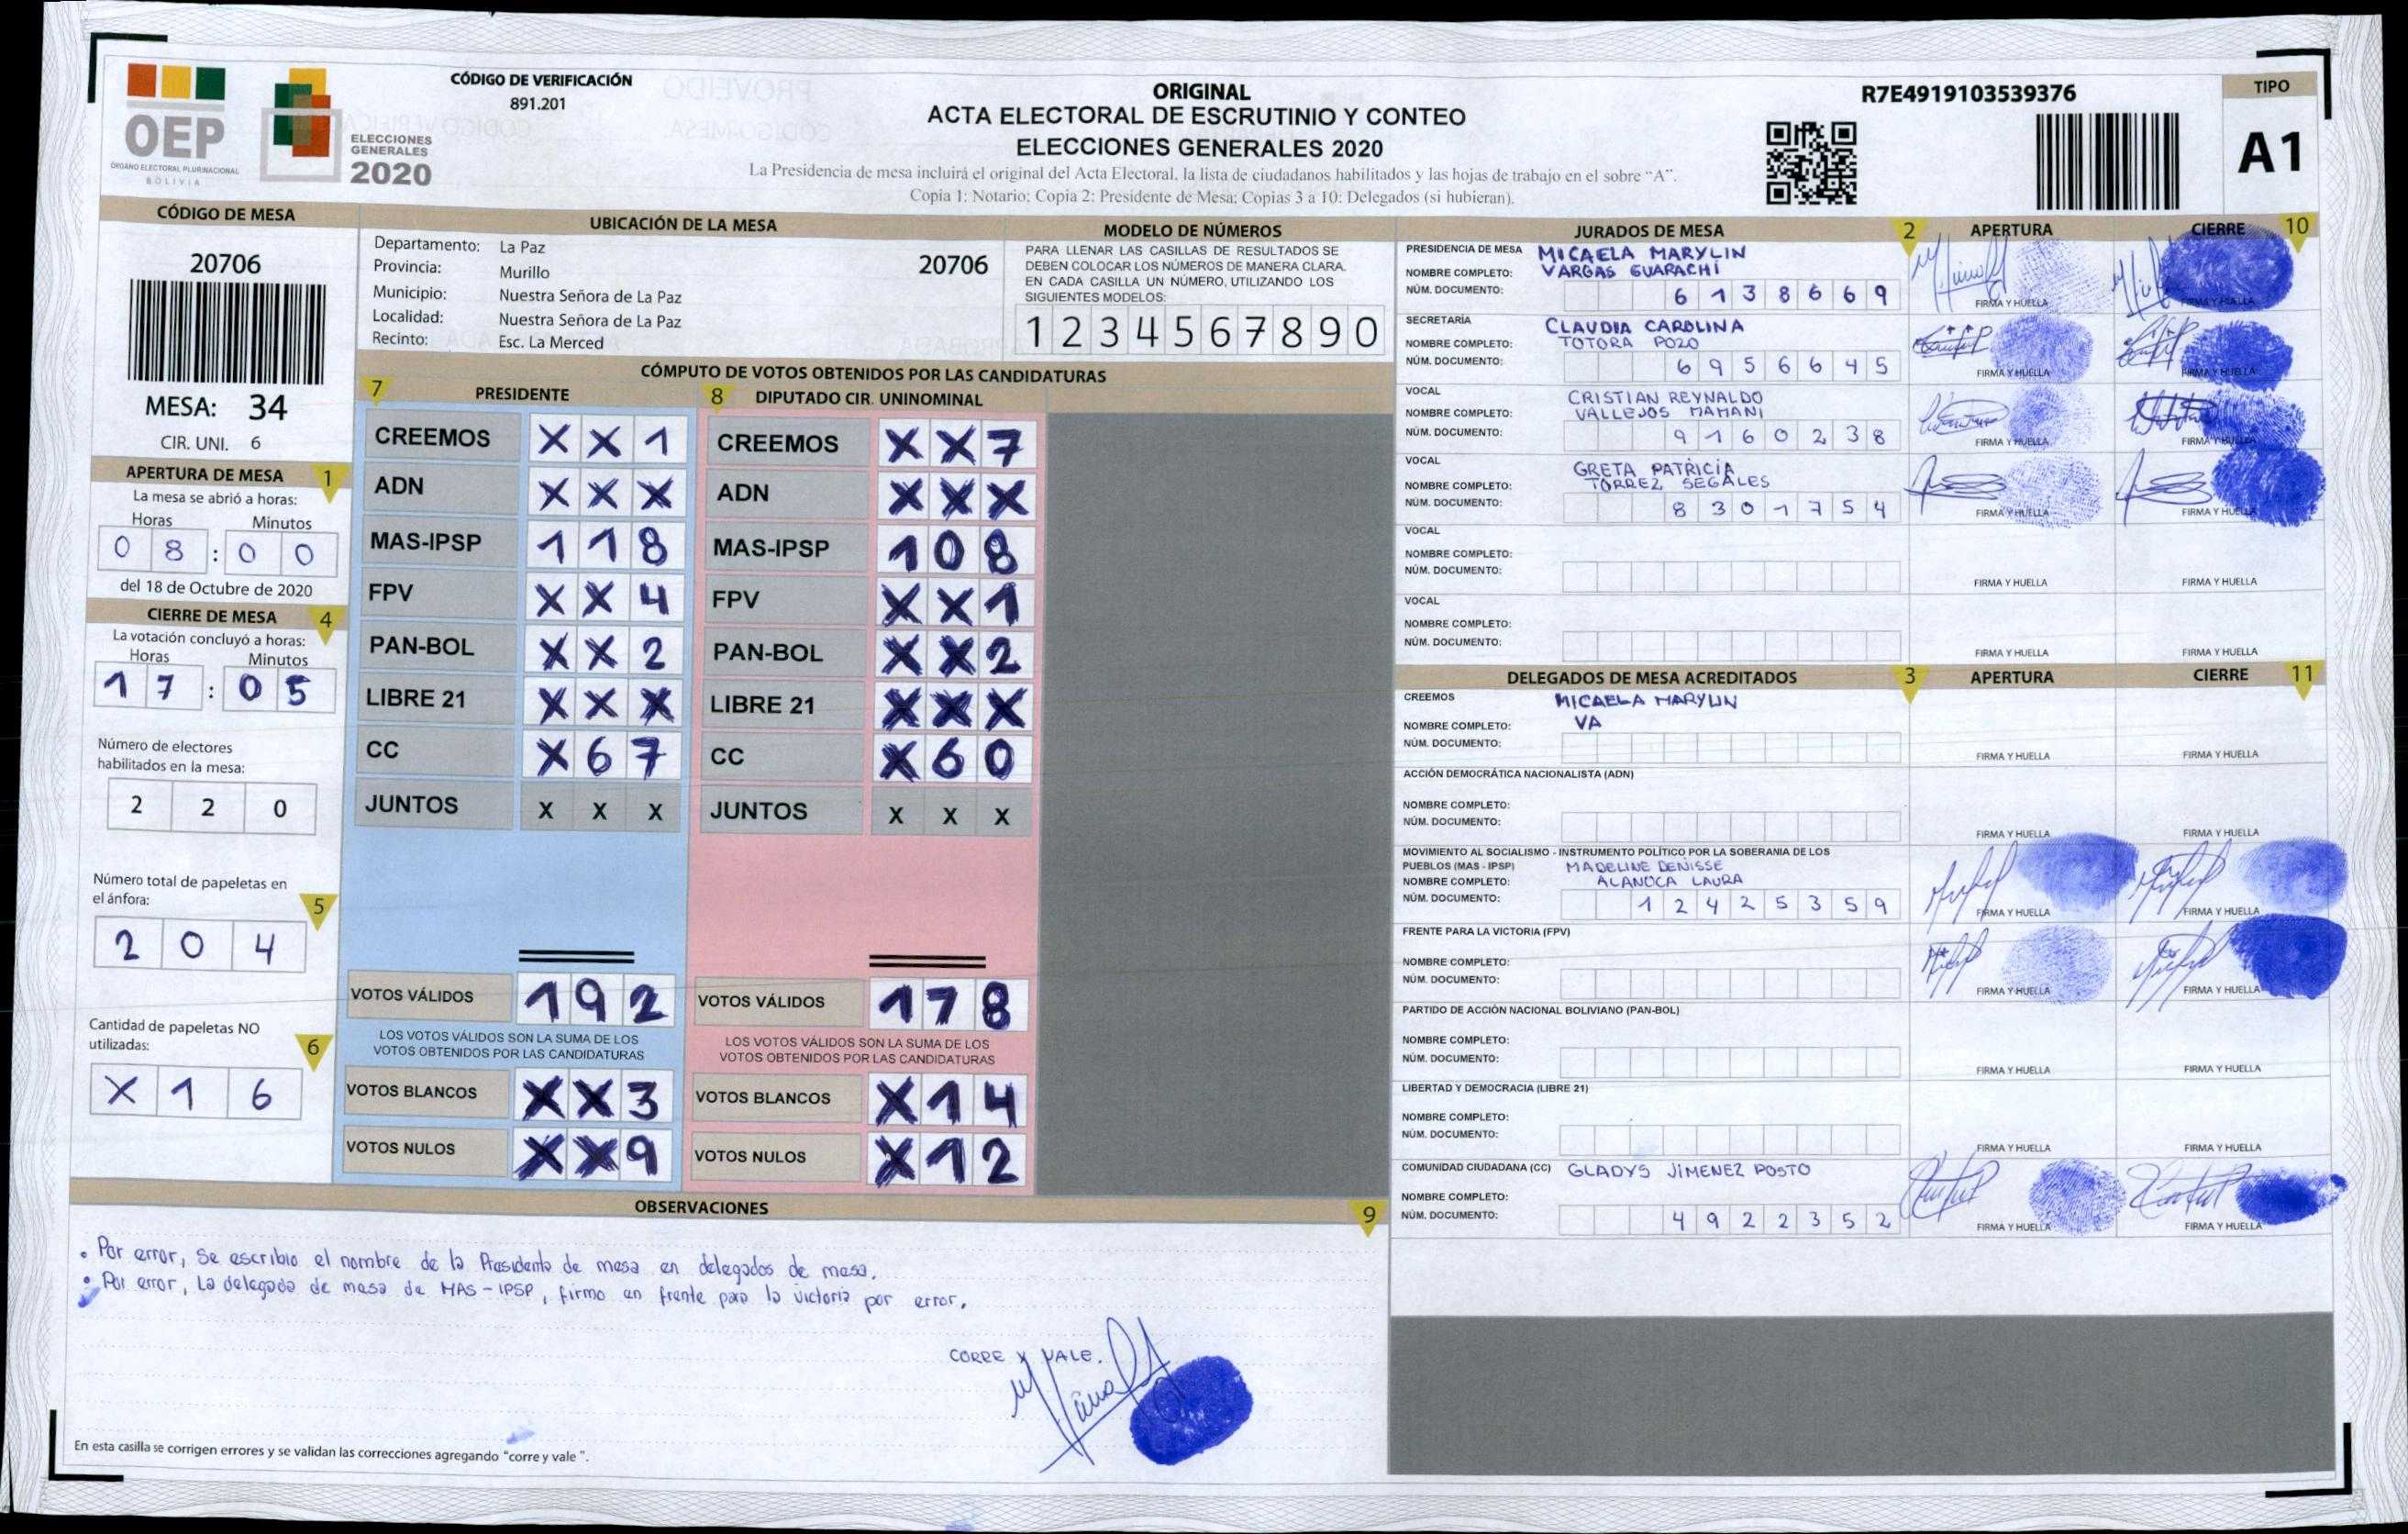 OEP
ÓRGANO ELECTORAL PLURINACIONAL
BOLIVIA
ELECCIONES
GENERALES
2020
CÓDIGO DE VERIFICACIÓN
891.201
ORIGINAL
ACTA ELECTORAL DE ESCRUTINIO Y CONTEO
ELECCIONES GENERALES 2020
La Presidencia de mesa incluirá el original del Acta Electoral, la lista de ciudadanos habilitados y las hojas de trabajo en el sobre “A”.
Copia 1: Notario; Copia 2: Presidente de Mesa; Copias 3 a 10: Delegados (si hubieran).
R7E4919103539376
TIPO
A1
CÓDIGO DE MESA
20706
MESA: 34
CIR. UNI. 6
UBICACIÓN DE LA MESA
Departamento: La Paz
Provincia: Murillo
20706
Municipio: Nuestra Señora de La Paz
Localidad: Nuestra Señora de La Paz
Recinto: Esc. La Merced
MODELO DE NÚMEROS
PARA LLENAR LAS CASILLAS DE RESULTADOS SE
DEBEN COLOCAR LOS NÚMEROS DE MANERA CLARA.
EN CADA CASILLA UN NÚMERO, UTILIZANDO LOS
SIGUIENTES MODELOS:
1 2 3 4 5 6 7 8 9 0
APERTURA DE MESA 1
La mesa se abrió a horas:
Horas Minutos
0 8 : 0 0
del 18 de Octubre de 2020
CIERRE DE MESA 4
La votación concluyó a horas:
Horas Minutos
1 7 : 0 5
Número de electores
habilitados en la mesa:
2 2 0
Número total de papeletas en
el ánfora: 5
2 0 4
Cantidad de papeletas NO
utilizadas: 6
X 1 6
CÓMPUTO DE VOTOS OBTENIDOS POR LAS CANDIDATURAS
7 PRESIDENTE
CREEMOS X X 1
ADN X X X
MAS-IPSP 1 1 8
FPV X X 4
PAN-BOL X X 2
LIBRE 21 X X X
CC X 6 7
JUNTOS X X X
VOTOS VÁLIDOS 1 9 2
LOS VOTOS VÁLIDOS SON LA SUMA DE LOS
VOTOS OBTENIDOS POR LAS CANDIDATURAS
VOTOS BLANCOS X X 3
VOTOS NULOS X X 9
8 DIPUTADO CIR. UNINOMINAL
CREEMOS X X 7
ADN X X X
MAS-IPSP 1 0 8
FPV X X 1
PAN-BOL X X 2
LIBRE 21 X X X
CC X 6 0
JUNTOS X X X
VOTOS VÁLIDOS 1 7 8
LOS VOTOS VÁLIDOS SON LA SUMA DE LOS
VOTOS OBTENIDOS POR LAS CANDIDATURAS
VOTOS BLANCOS X 1 4
VOTOS NULOS X 1 2
OBSERVACIONES 9
• Por error, se escribio el nombre de la Presidenta de mesa en delegados de mesa.
• Por error, La delegada de mesa de MAS-IPSP, firmo en frente para la victoria por error.
CORRE Y VALE.
En esta casilla se corrigen errores y se validan las correcciones agregando “corre y vale ”.
JURADOS DE MESA 2 APERTURA CIERRE 10
PRESIDENCIA DE MESA MICAELA MARYLIN
NOMBRE COMPLETO: VARGAS GUARACHI
NÚM. DOCUMENTO: 6 1 3 8 6 6 9
FIRMA Y HUELLA FIRMA Y HUELLA
SECRETARÍA CLAUDIA CAROLINA
NOMBRE COMPLETO: TOTORA POZO
NÚM. DOCUMENTO: 6 9 5 6 6 4 5
FIRMA Y HUELLA FIRMA Y HUELLA
VOCAL CRISTIAN REYNALDO
NOMBRE COMPLETO: VALLEJOS MAMANI
NÚM. DOCUMENTO: 9 1 6 0 2 3 8
FIRMA Y HUELLA FIRMA Y HUELLA
VOCAL GRETA PATRICIA
NOMBRE COMPLETO: TORREZ SEGALES
NÚM. DOCUMENTO: 8 3 0 1 7 5 4
FIRMA Y HUELLA FIRMA Y HUELLA
VOCAL
NOMBRE COMPLETO:
NÚM. DOCUMENTO:
FIRMA Y HUELLA FIRMA Y HUELLA
VOCAL
NOMBRE COMPLETO:
NÚM. DOCUMENTO:
FIRMA Y HUELLA FIRMA Y HUELLA
DELEGADOS DE MESA ACREDITADOS 3 APERTURA CIERRE 11
CREEMOS MICAELA MARYLIN
NOMBRE COMPLETO: VA
NÚM. DOCUMENTO:
FIRMA Y HUELLA FIRMA Y HUELLA
ACCIÓN DEMOCRÁTICA NACIONALISTA (ADN)
NOMBRE COMPLETO:
NÚM. DOCUMENTO:
FIRMA Y HUELLA FIRMA Y HUELLA
MOVIMIENTO AL SOCIALISMO - INSTRUMENTO POLÍTICO POR LA SOBERANIA DE LOS
PUEBLOS (MAS - IPSP) MADELINE DENISSE
NOMBRE COMPLETO: ALANOCA LAURA
NÚM. DOCUMENTO: 1 2 4 2 5 3 5 9
FIRMA Y HUELLA FIRMA Y HUELLA
FRENTE PARA LA VICTORIA (FPV)
NOMBRE COMPLETO:
NÚM. DOCUMENTO:
FIRMA Y HUELLA FIRMA Y HUELLA
PARTIDO DE ACCIÓN NACIONAL BOLIVIANO (PAN-BOL)
NOMBRE COMPLETO:
NÚM. DOCUMENTO:
FIRMA Y HUELLA FIRMA Y HUELLA
LIBERTAD Y DEMOCRACIA (LIBRE 21)
NOMBRE COMPLETO:
NÚM. DOCUMENTO:
FIRMA Y HUELLA FIRMA Y HUELLA
COMUNIDAD CIUDADANA (CC) GLADYS JIMENEZ POSTO
NOMBRE COMPLETO:
NÚM. DOCUMENTO: 4 9 2 2 3 5 2
FIRMA Y HUELLA FIRMA Y HUELLA